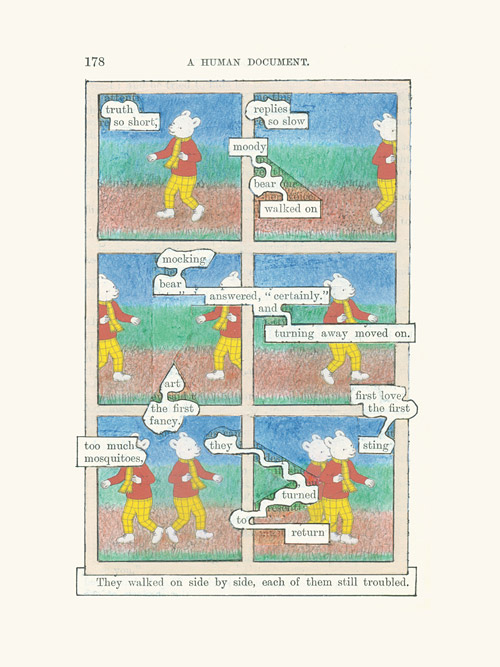 178
A HUMAN DOCUMENT.
truth
so short,
replies
so slow
moody
bear
walked on
mocking
bear
answered, “certainly.”
and
turning away moved on.
art
the first
fancy.
first love
the first
sting
too much
mosquitoes,
they
turned
to
return
They walked on side by side, each of them still troubled.